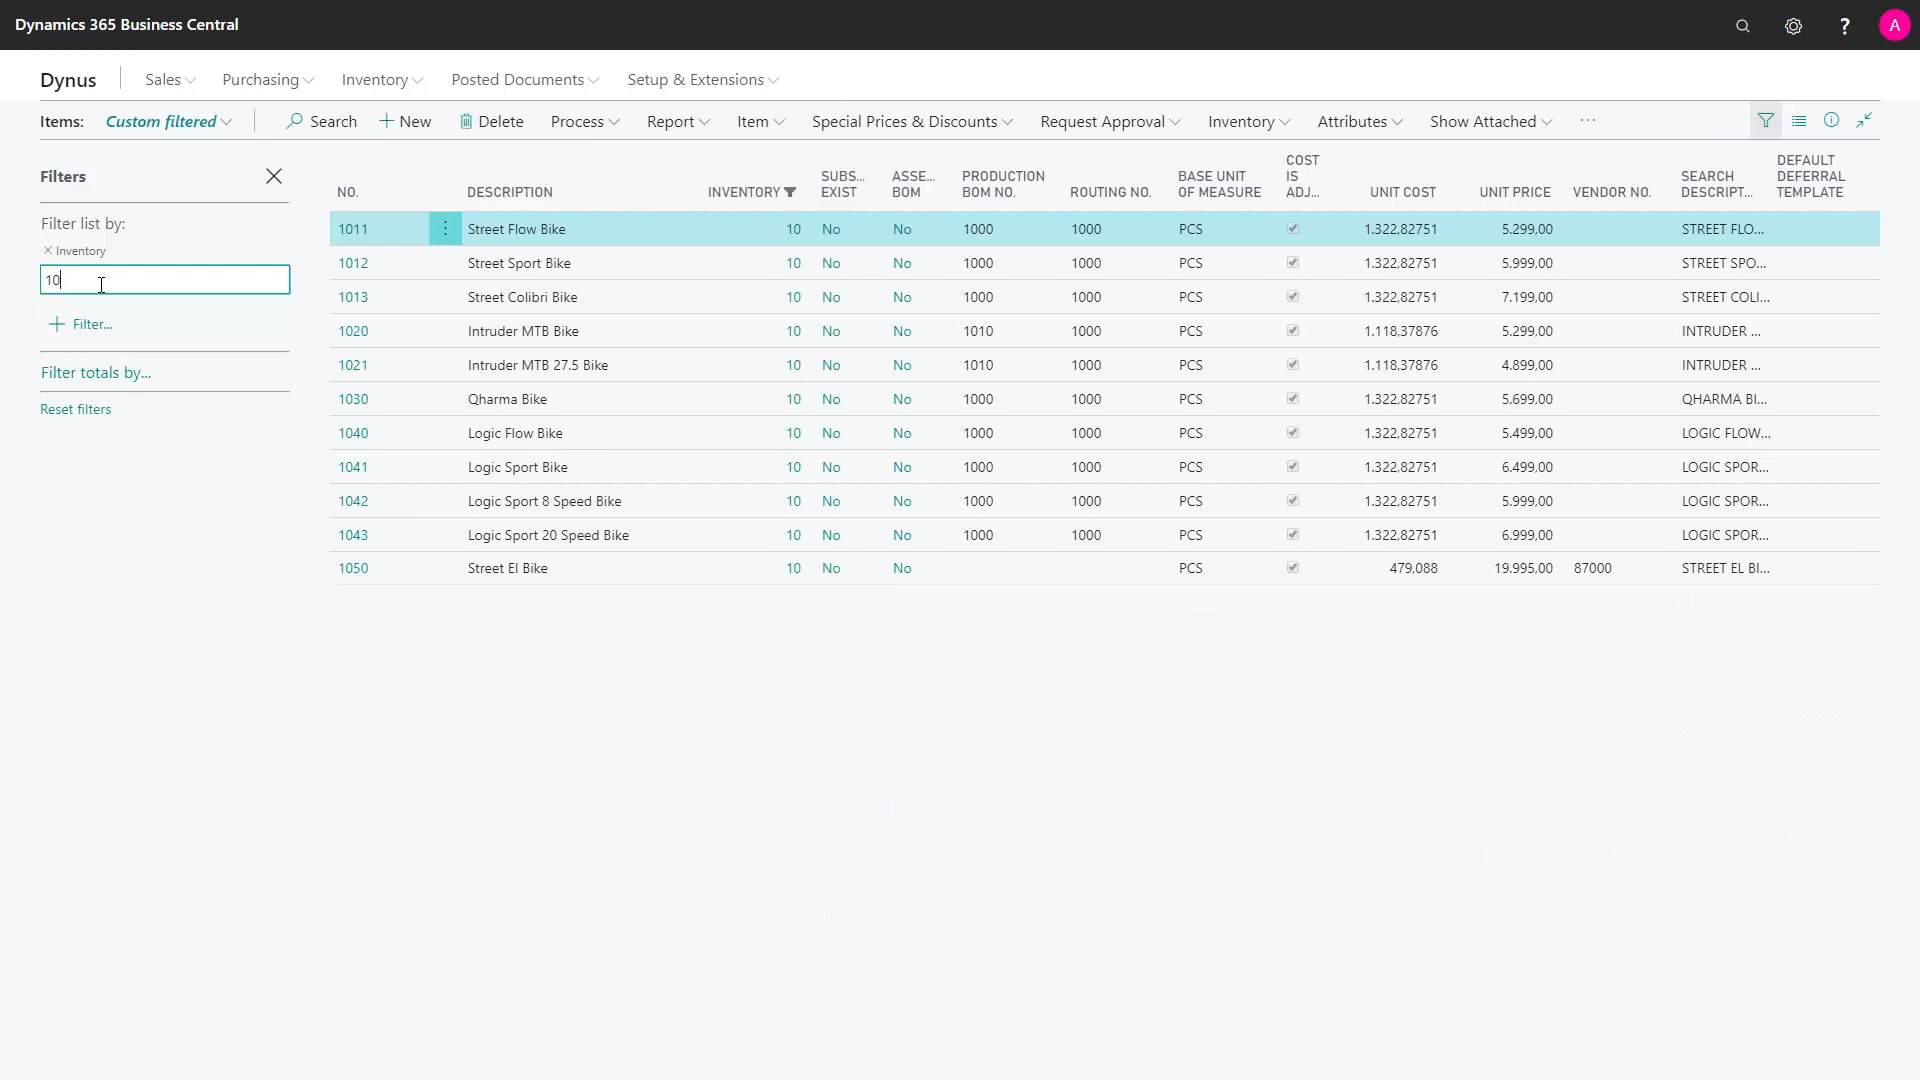 Dynamics 365 Business Central
A
Dynus Sales Purchasing Inventory Posted Documents Setup & Extensions
Items: Custom filtered Search New Delete Process Report Item Special Prices & Discounts Request Approval Inventory Attributes Show Attached ...
Filters
Filter list by:
× Inventory
10
Filter...
Filter totals by...
Reset filters
NO. DESCRIPTION INVENTORY SUBS... EXIST ASSE... BOM PRODUCTION BOM NO. ROUTING NO. BASE UNIT OF MEASURE COST IS ADJ... UNIT COST UNIT PRICE VENDOR NO. SEARCH DESCRIPT... DEFAULT DEFERRAL TEMPLATE
1011 Street Flow Bike 10 No No 1000 1000 PCS 1.322,82751 5.299,00 STREET FLO...
1012 Street Sport Bike 10 No No 1000 1000 PCS 1.322,82751 5.999,00 STREET SPO...
1013 Street Colibri Bike 10 No No 1000 1000 PCS 1.322,82751 7.199,00 STREET COLI...
1020 Intruder MTB Bike 10 No No 1010 1000 PCS 1.118,37876 5.299,00 INTRUDER ...
1021 Intruder MTB 27.5 Bike 10 No No 1010 1000 PCS 1.118,37876 4.899,00 INTRUDER ...
1030 Qharma Bike 10 No No 1000 1000 PCS 1.322,82751 5.699,00 QHARMA BI...
1040 Logic Flow Bike 10 No No 1000 1000 PCS 1.322,82751 5.499,00 LOGIC FLOW...
1041 Logic Sport Bike 10 No No 1000 1000 PCS 1.322,82751 6.499,00 LOGIC SPOR...
1042 Logic Sport 8 Speed Bike 10 No No 1000 1000 PCS 1.322,82751 5.999,00 LOGIC SPOR...
1043 Logic Sport 20 Speed Bike 10 No No 1000 1000 PCS 1.322,82751 6.999,00 LOGIC SPOR...
1050 Street El Bike 10 No No PCS 479,088 19.995,00 87000 STREET EL BI...